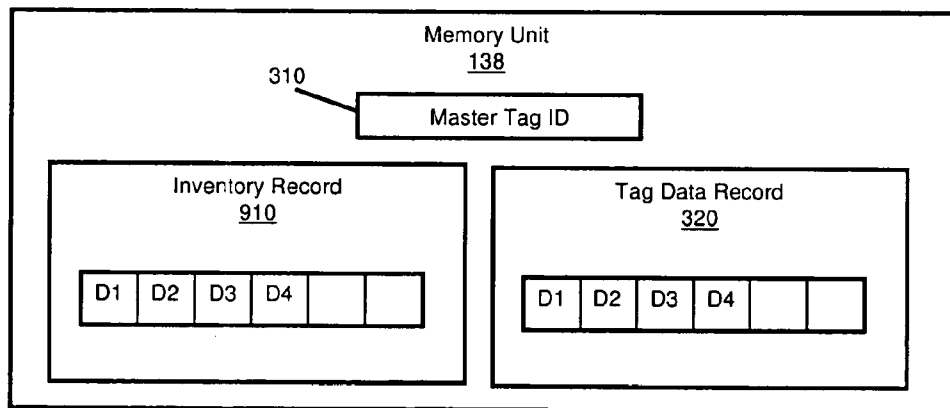 Memory Unit
138
310
Master Tag ID
Inventory Record
910
D1 D2 D3 D4
Tag Data Record
320
D1 D2 D3 D4